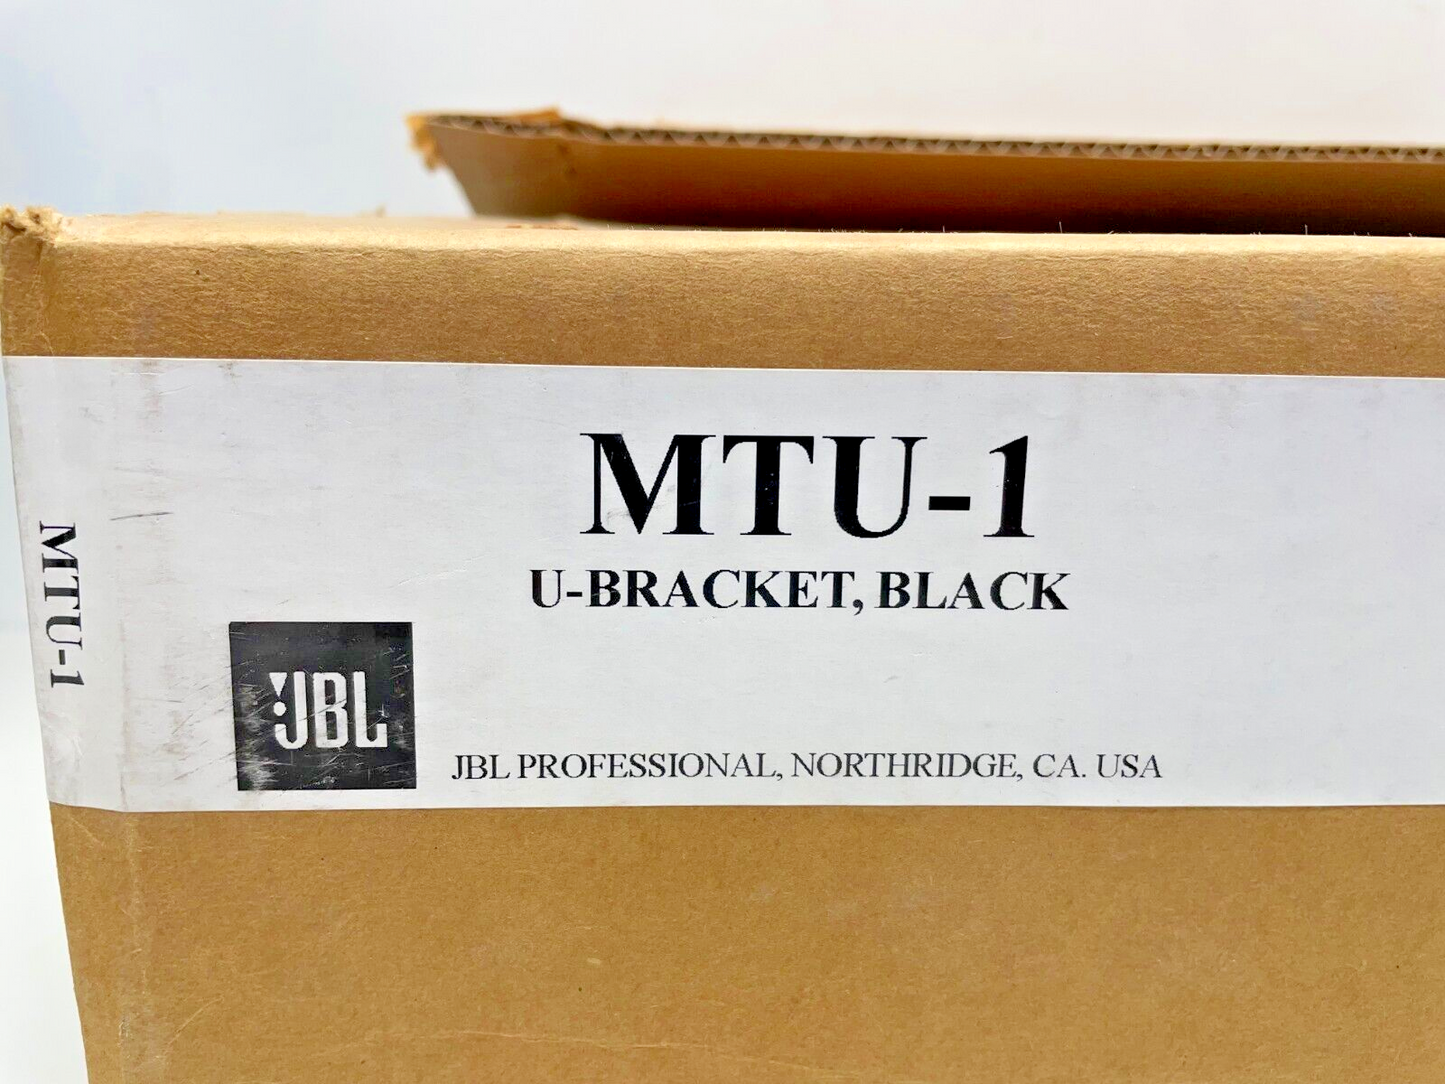 MTU-1
U-BRACKET, BLACK
MTU-1
JBL
JBL PROFESSIONAL, NORTHRIDGE, CA. USA